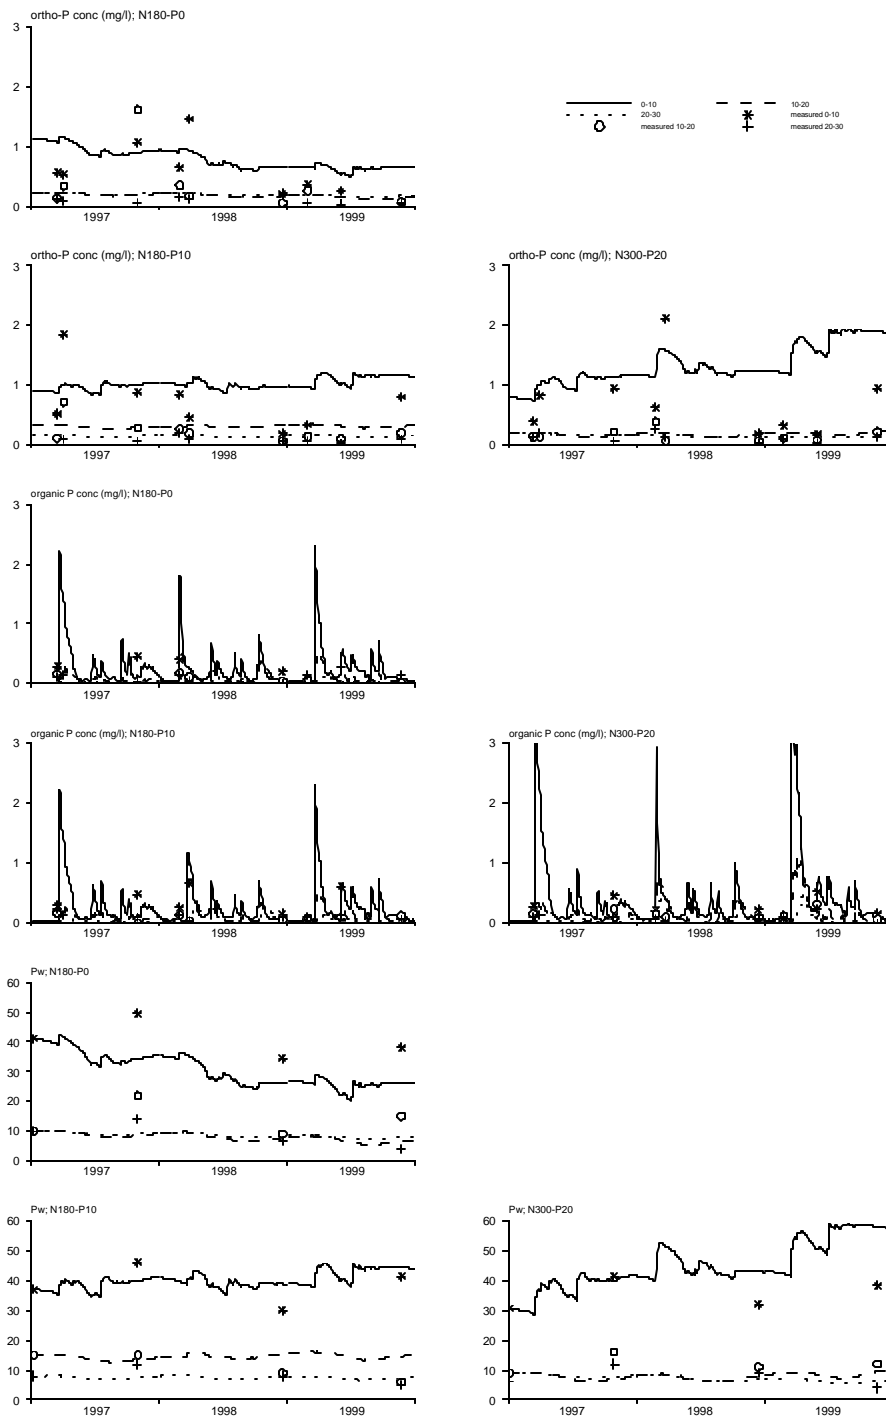 ortho-P conc (mg/l); N180-P0
3
2
1
0
1997 1998 1999
0-10 10-20
20-30 measured 0-10
measured 10-20 measured 20-30
ortho-P conc (mg/l); N180-P10
3
2
1
0
1997 1998 1999
ortho-P conc (mg/l); N300-P20
3
2
1
0
1997 1998 1999
organic P conc (mg/l); N180-P0
3
2
1
0
1997 1998 1999
organic P conc (mg/l); N180-P10
3
2
1
0
1997 1998 1999
organic P conc (mg/l); N300-P20
3
2
1
0
1997 1998 1999
Pw; N180-P0
60
50
40
30
20
10
0
1997 1998 1999
Pw; N180-P10
60
50
40
30
20
10
0
1997 1998 1999
Pw; N300-P20
60
50
40
30
20
10
0
1997 1998 1999